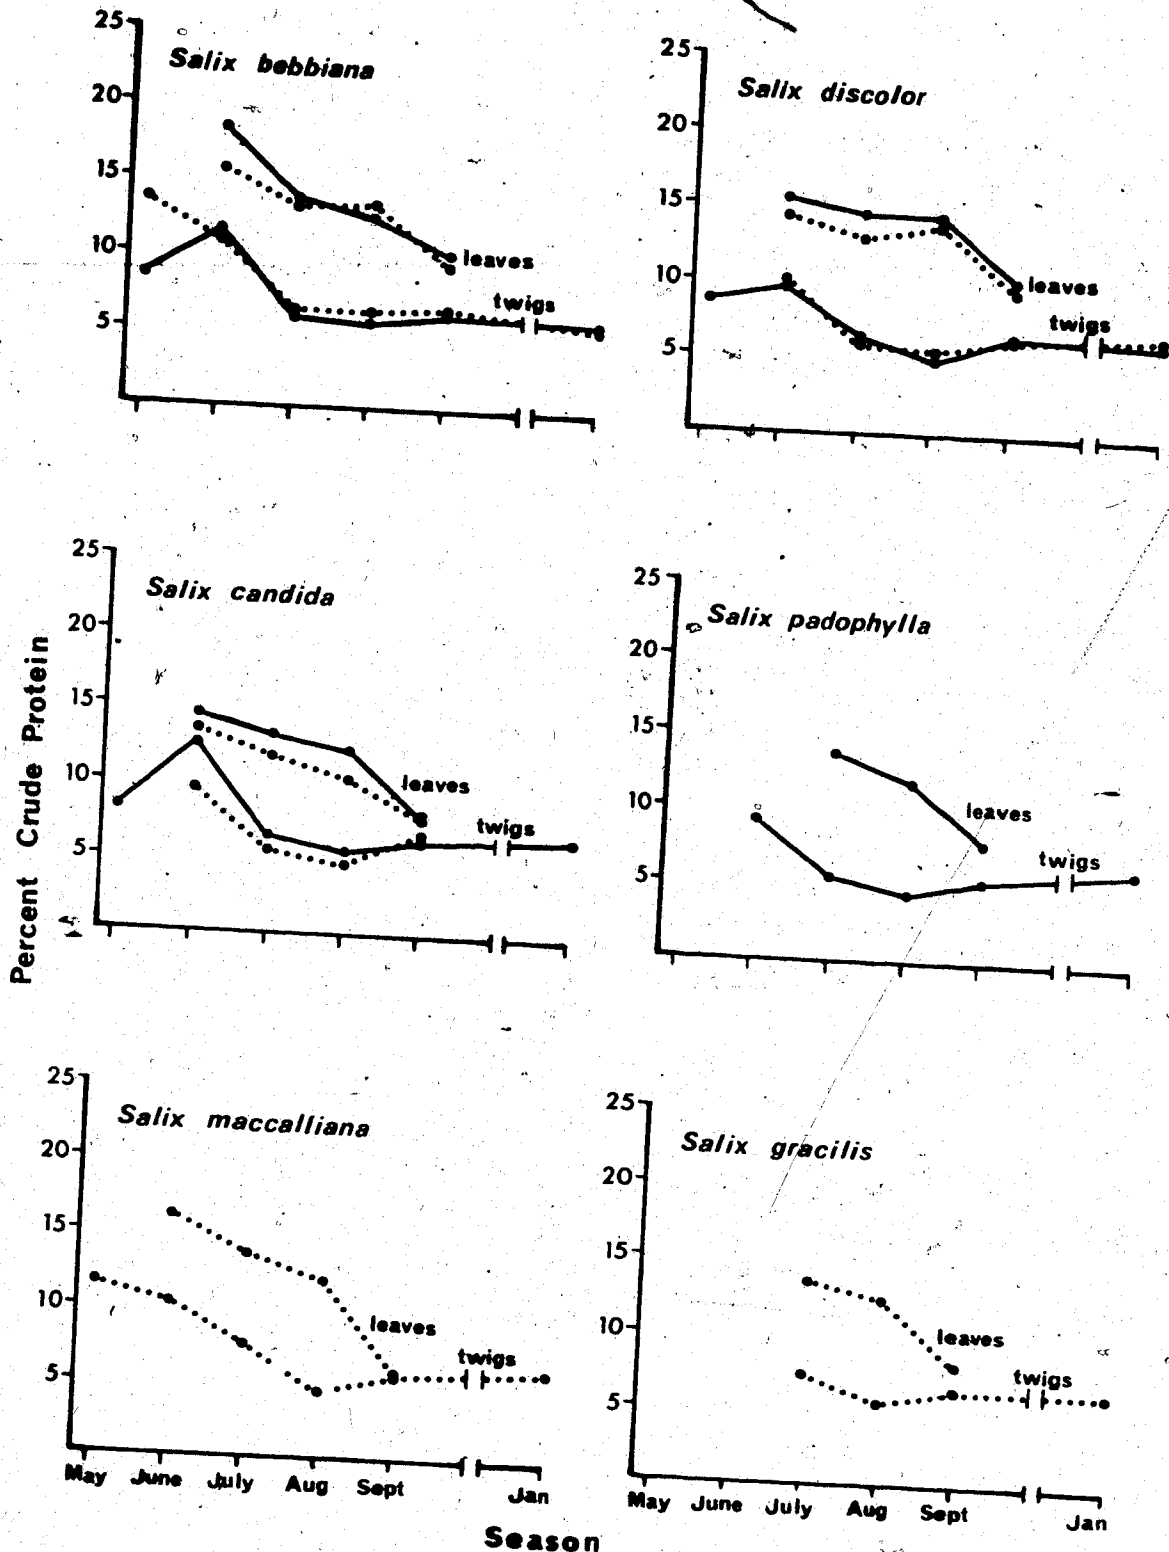 Salix bebbiana
25
20
15
10
5
leaves
twigs
Salix discolor
25
20
15
10
5
leaves
twigs
Salix candida
25
20
15
10
5
leaves
twigs
Salix padophylla
25
20
15
10
5
leaves
twigs
Percent Crude Protein
Salix maccalliana
25
20
15
10
5
leaves
twigs
May June July Aug Sept Jan
Salix gracilis
25
20
15
10
5
leaves
twigs
May June July Aug Sept Jan
Season